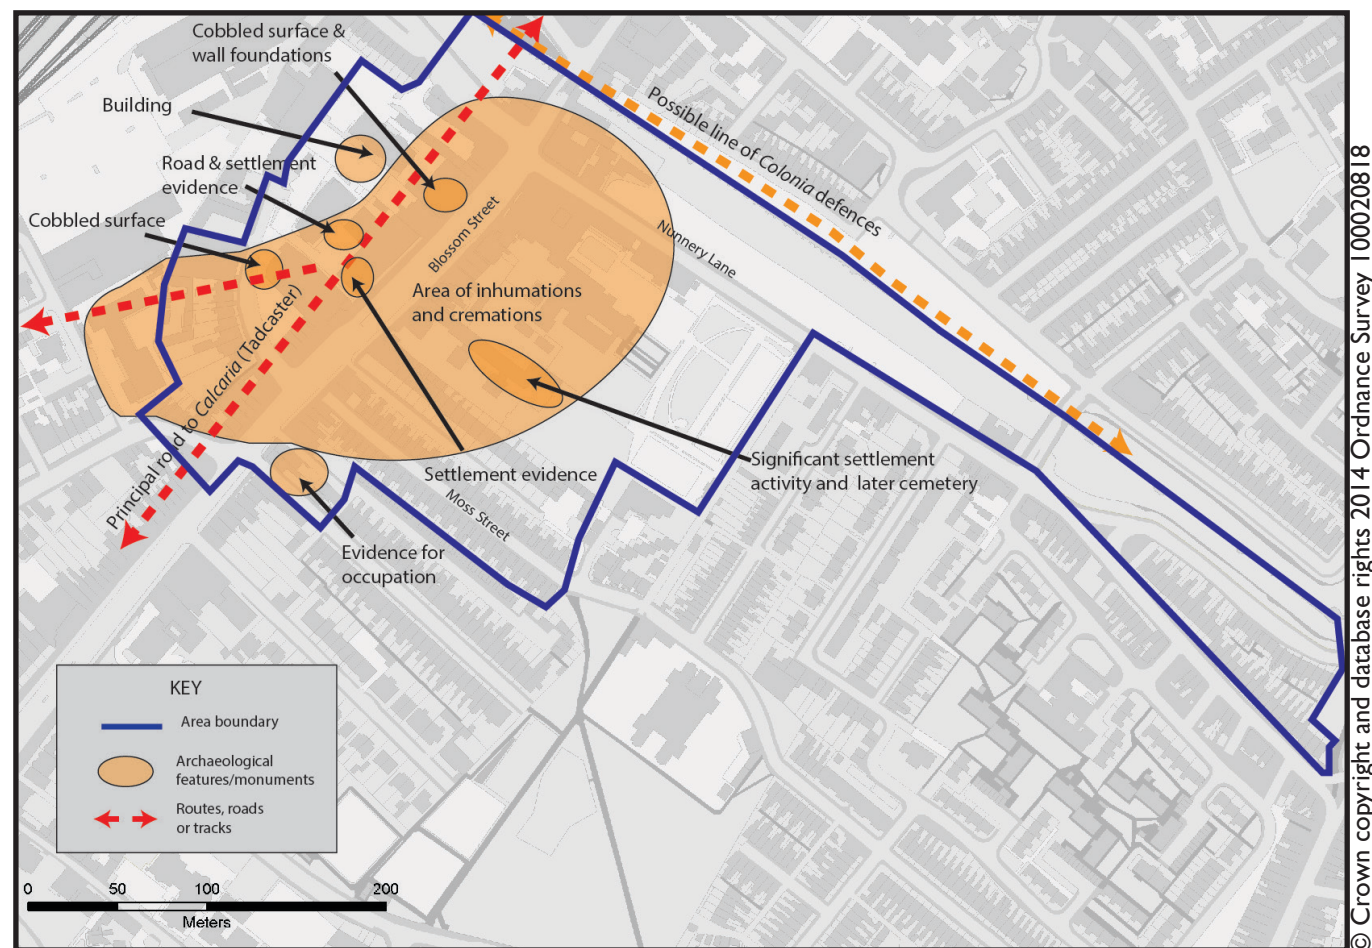 Cobbled surface &
wall foundations
Building
Road & settlement
evidence
Cobbled surface
Possible line of Colonia defences
Blossom Street
Nunnery Lane
Area of inhumations
and cremations
Principal road to Calcaria (Tadcaster)
Settlement evidence
Significant settlement
activity and later cemetery
Moss Street
Evidence for
occupation
KEY
Area boundary
Archaeological
features/monuments
Routes, roads
or tracks
0 50 100 200
Meters
© Crown copyright and database rights 2014 Ordnance Survey 100020818